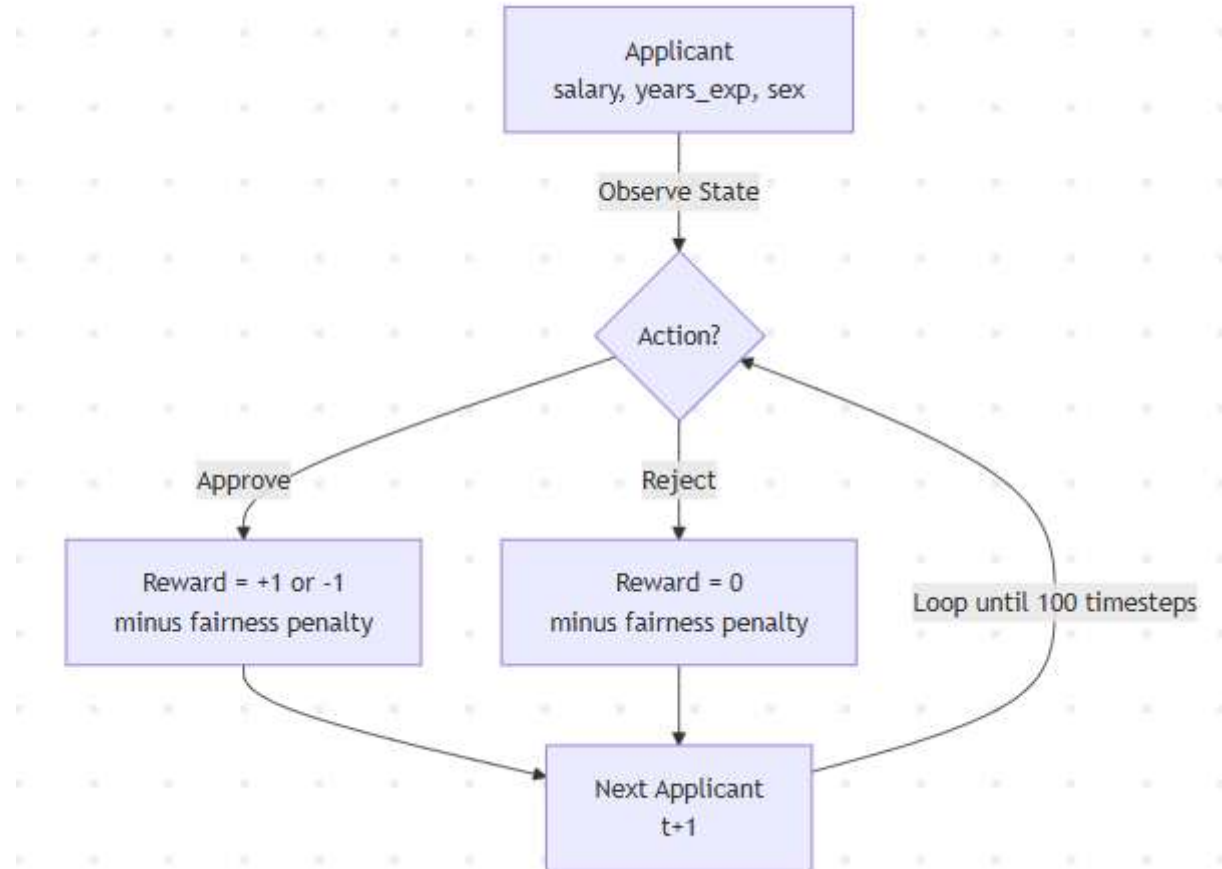 Applicant
salary, years_exp, sex
Observe State
Action?
Approve
Reject
Reward = +1 or -1
minus fairness penalty
Reward = 0
minus fairness penalty
Loop until 100 timesteps
Next Applicant
t+1